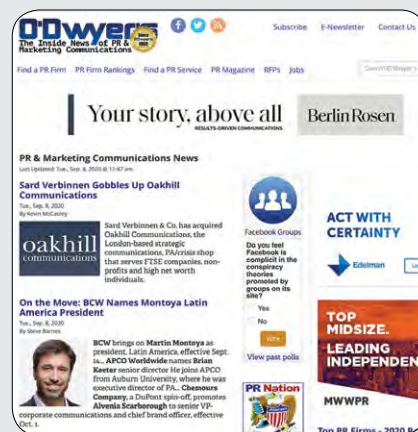 O'Dwyer's
The Inside News of PR &
Marketing Communications
Subscribe E-Newsletter Contact Us
Find a PR Firm PR Firm Rankings Find a PR Service PR Magazine RFPs Jobs
Your story, above all
RESULTS-DRIVEN COMMUNICATIONS
BerlinRosen
PR & Marketing Communications News
Last Updated: Tue., Sep. 8, 2020 @ 11:47 am
Sard Verbinnen Gobbles Up Oakhill
Communications
Tue., Sep. 8, 2020
By Kevin McCauley
oakhill
communications
Sard Verbinnen & Co. has acquired
Oakhill Communications, the
London-based strategic
communications, PA/crisis shop
that serves FTSE companies, non-
profits and high net worth
individuals.
On the Move: BCW Names Montoya Latin
America President
Tue., Sep. 8, 2020
By Steve Barnes
BCW brings on Martin Montoya as
president, Latin America, effective Sept.
14... APCO Worldwide names Brian
Keeter senior director He joins APCO
from Auburn University, where he was
executive director of PA... Chemours
Company, a DuPont spin-off, promotes
Alvenia Scarborough to senior VP-
corporate communications and chief brand officer, effective
Oct. 1.
Facebook Groups
Do you feel
Facebook is
complicit in the
conspiracy
theories
promoted by
groups on its
site?
Yes
No
Vote
View past polls
PR Nation
ACT WITH
CERTAINTY
Edelman
TOP
MIDSIZE.
LEADING
INDEPENDEN
MWWPR
Top PR Firms - 2020